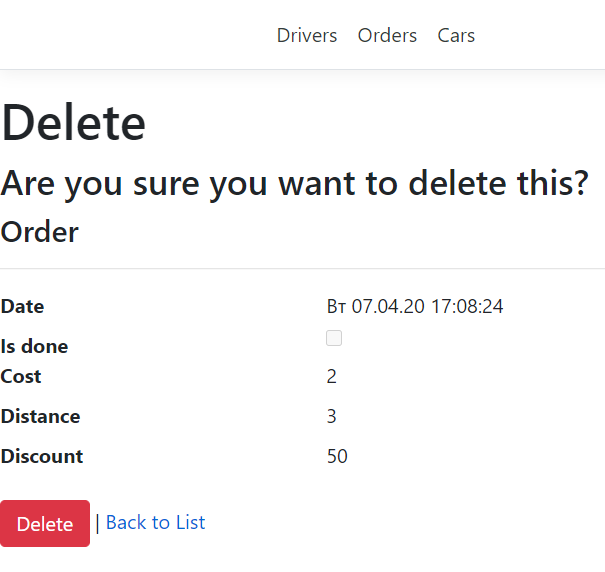 Drivers Orders Cars
Delete
Are you sure you want to delete this?
Order
Date Вт 07.04.20 17:08:24
Is done
Cost 2
Distance 3
Discount 50
Delete | Back to List